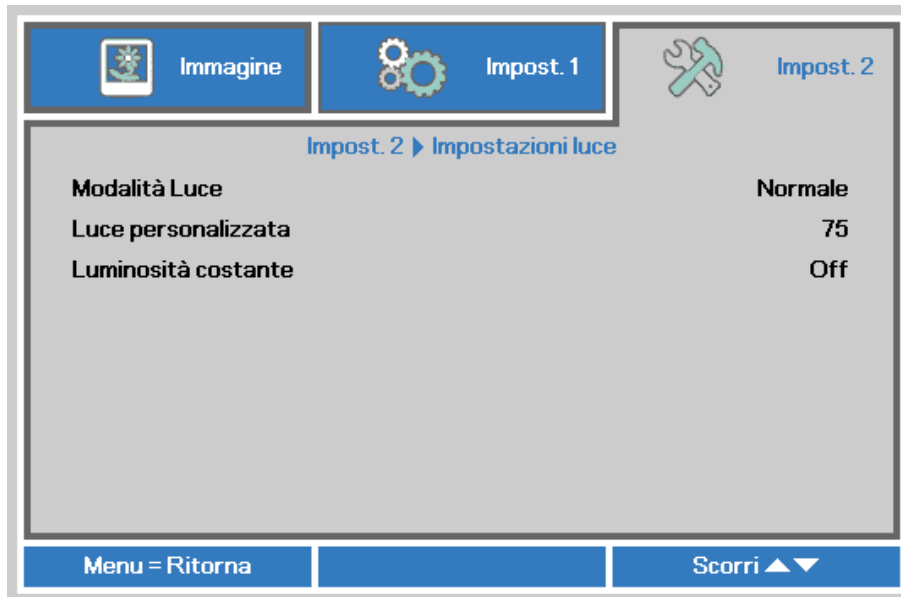 Immagine
Impost. 1
Impost. 2
Impost. 2 ▶ Impostazioni luce
Modalità Luce Normale
Luce personalizzata 75
Luminosità costante Off
Menu = Ritorna
Scorri ▲▼